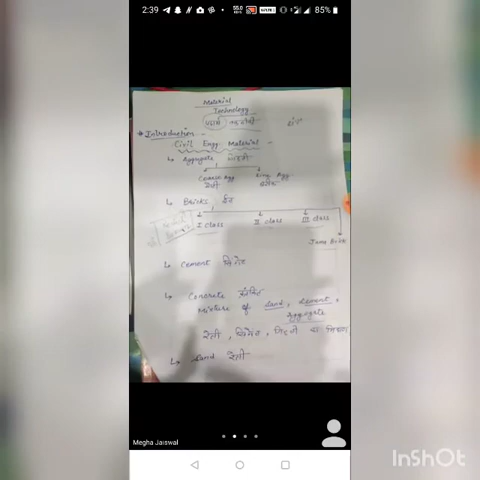 2:39
85%
Material
Technology
Introduction -
Civil Engg Material -
↳ Aggregate गिट्टी
Coarse Agg Fine Agg
↳ Bricks ईंट
I class II class III class
Jama Brick
↳ Cement सिमेंट
↳ Concrate
Mixture of Sand, Cement,
Aggregate
रेती, सिमेंट, गिट्टी का मिश्रण
↳ Sand रेती
Megha Jaiswal
InShOt